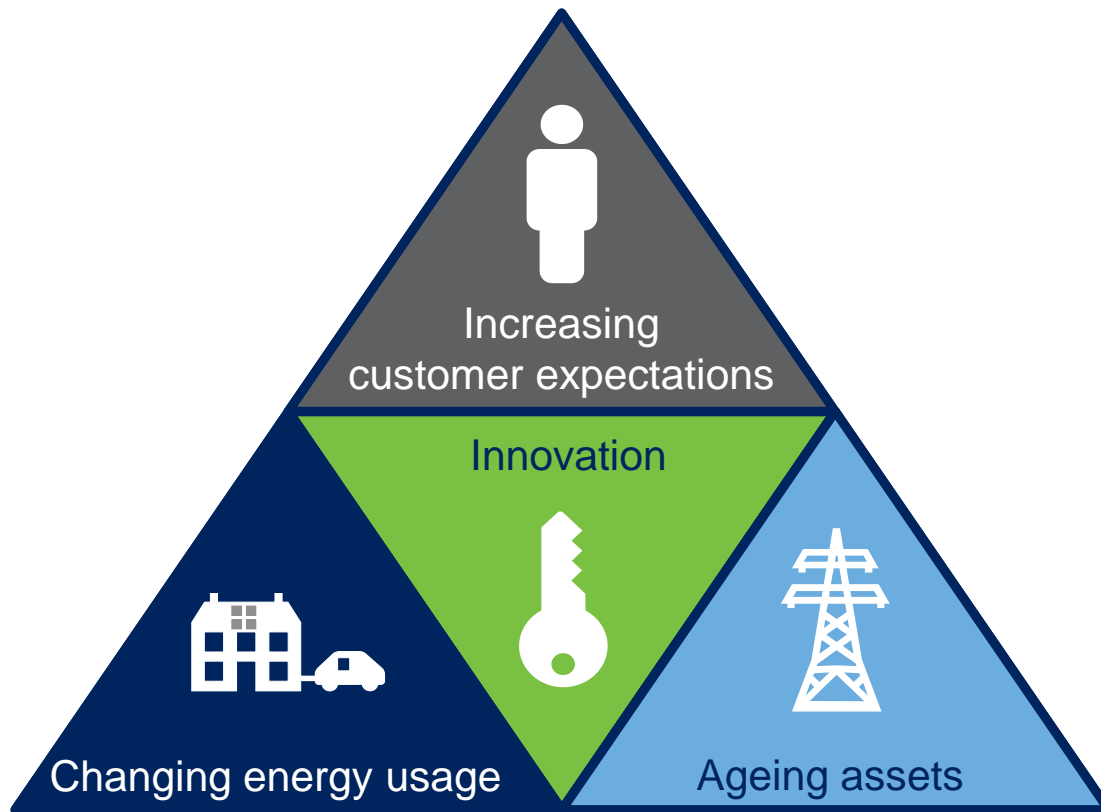 Increasing
customer expectations
Innovation
Changing energy usage
Ageing assets